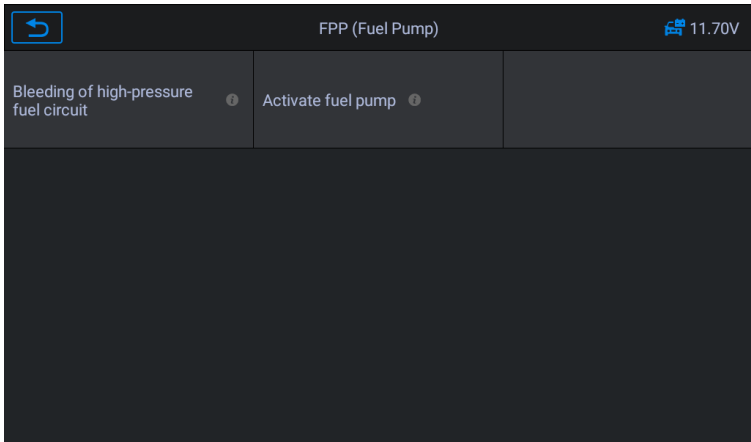 FPP (Fuel Pump)
11.70V
Bleeding of high-pressure
fuel circuit
Activate fuel pump